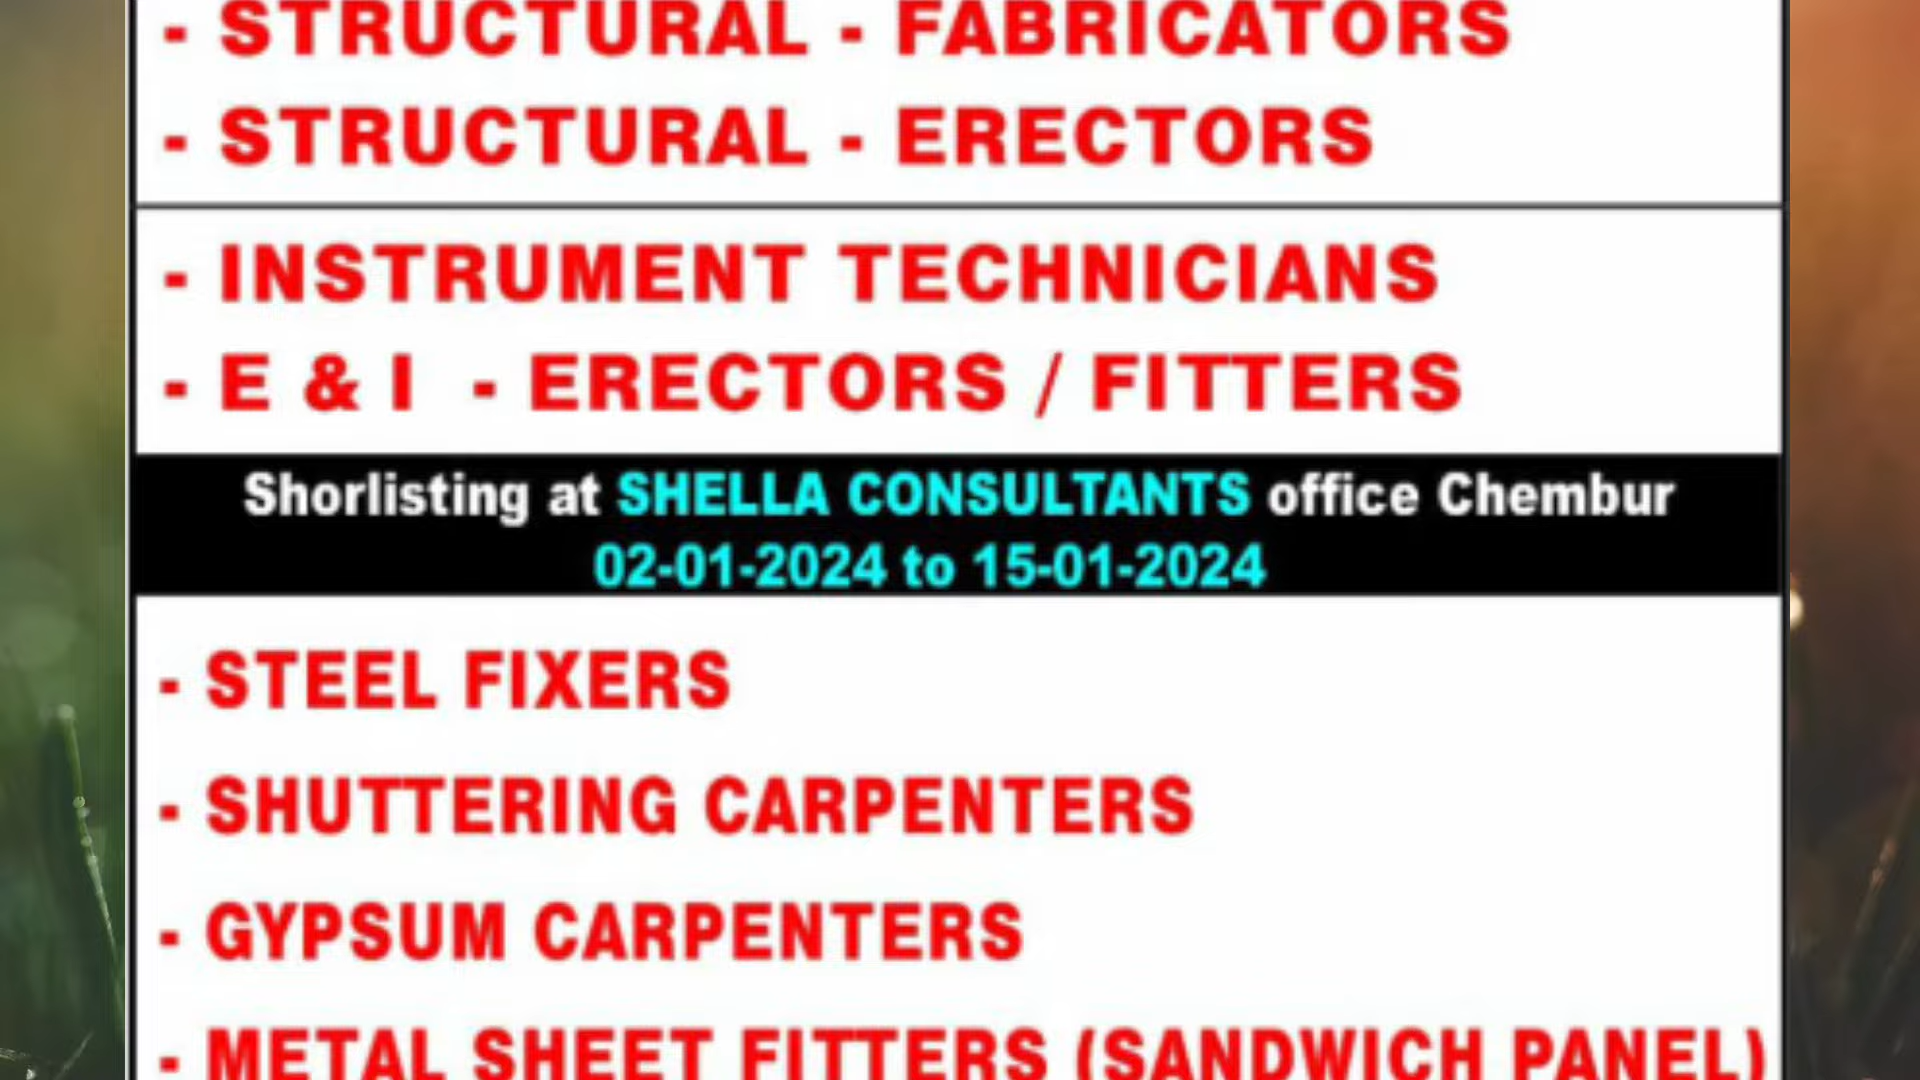 - STRUCTURAL - FABRICATORS
- STRUCTURAL - ERECTORS
- INSTRUMENT TECHNICIANS
- E & I - ERECTORS / FITTERS
Shorlisting at SHELLA CONSULTANTS office Chembur
02-01-2024 to 15-01-2024
- STEEL FIXERS
- SHUTTERING CARPENTERS
- GYPSUM CARPENTERS
- METAL SHEET FITTERS (SANDWICH PANEL)